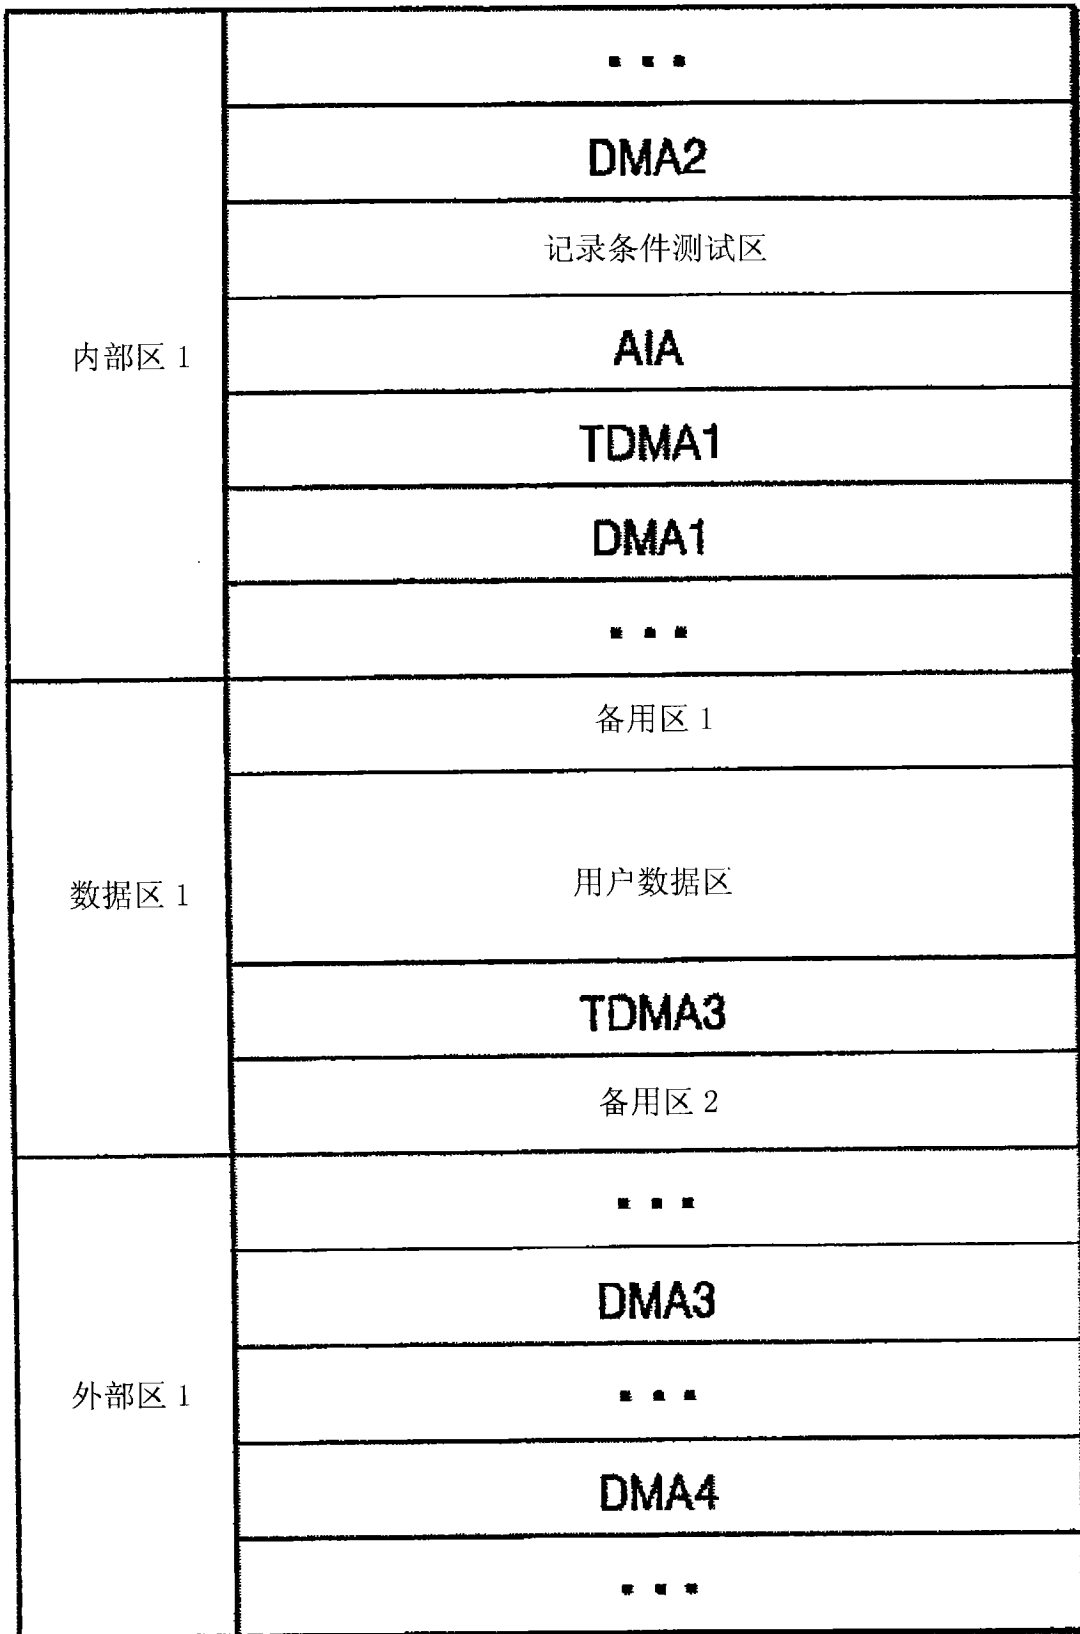 内部区 1
...
DMA2
记录条件测试区
AIA
TDMA1
DMA1
...
数据区 1
备用区 1
用户数据区
TDMA3
备用区 2
外部区 1
...
DMA3
...
DMA4
...